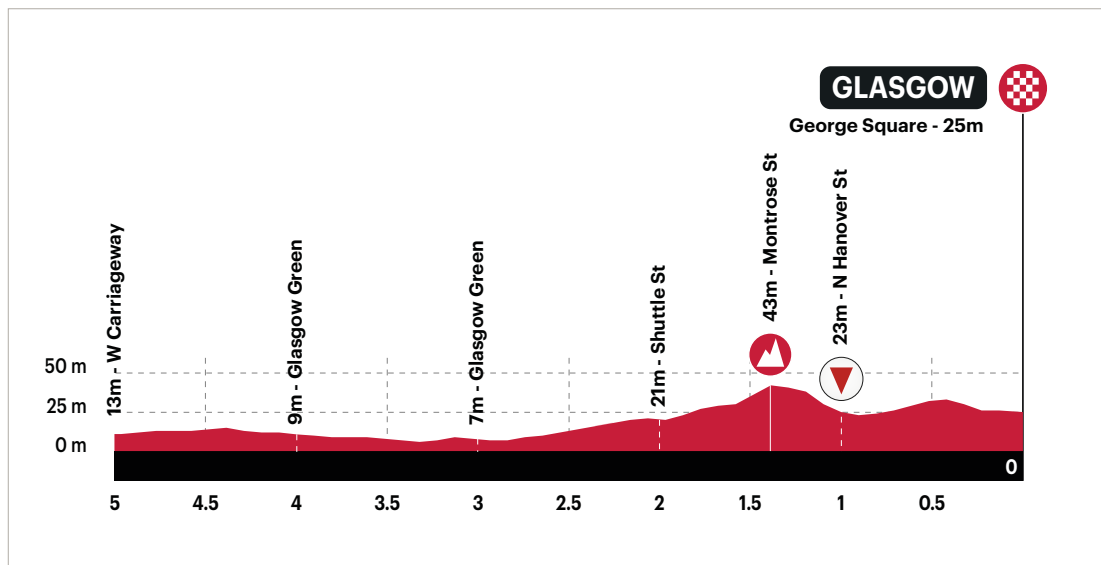 GLASGOW
George Square - 25m
13m - W Carriageway
9m - Glasgow Green
7m - Glasgow Green
21m - Shuttle St
43m - Montrose St
23m - N Hanover St
50 m
25 m
0 m
0
5 4.5 4 3.5 3 2.5 2 1.5 1 0.5